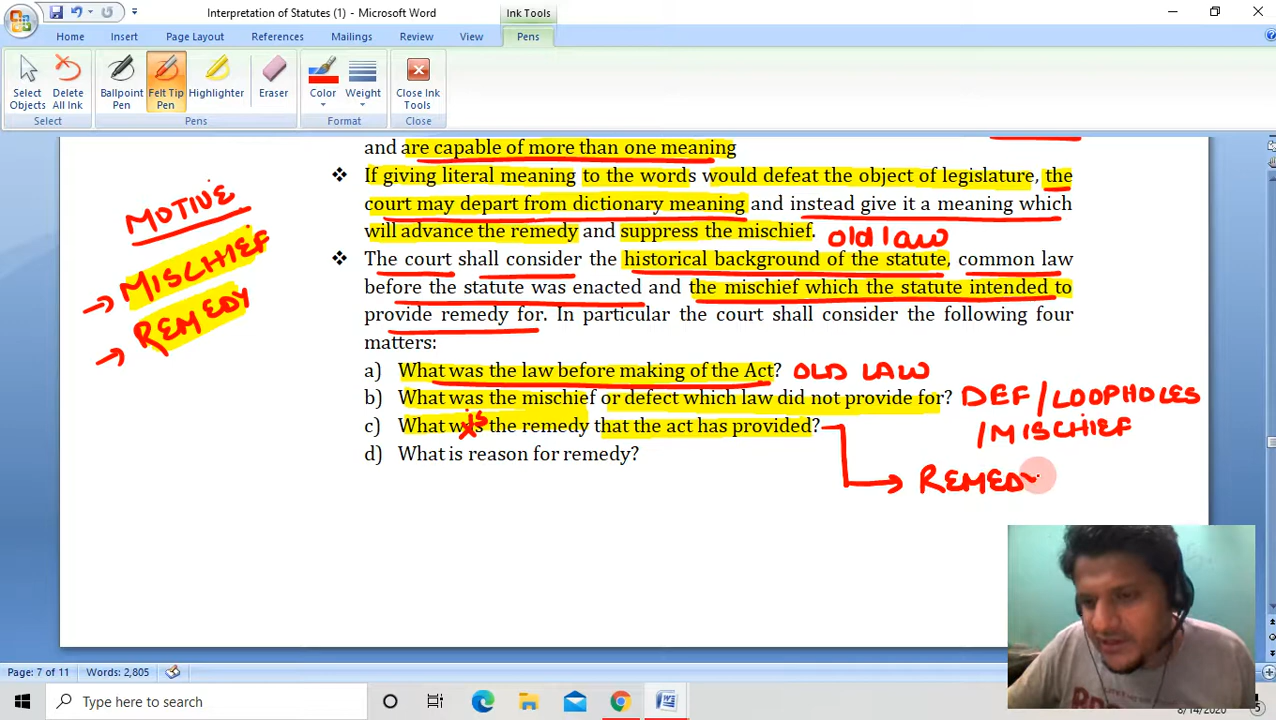 Interpretation of Statutes (1) - Microsoft Word
Ink Tools
Home Insert Page Layout References Mailings Review View Pens
Select Objects
Delete All Ink
Ballpoint Pen
Felt Tip Pen
Highlighter
Eraser
Color
Weight
Close Ink Tools
Select Pens Format Close
and are capable of more than one meaning
❖ If giving literal meaning to the words would defeat the object of legislature, the
court may depart from dictionary meaning and instead give it a meaning which
will advance the remedy and suppress the mischief.
old law
❖ The court shall consider the historical background of the statute, common law
before the statute was enacted and the mischief which the statute intended to
provide remedy for. In particular the court shall consider the following four
matters:
MOTIVE
→ MISCHIEF
→ REMEDY
a) What was the law before making of the Act? OLD LAW
b) What was the mischief or defect which law did not provide for? DEF/LOOPHOLES
/MISCHIEF
is
c) What was the remedy that the act has provided?
→ REMEDY
d) What is reason for remedy?
Page: 7 of 11 Words: 2,805
Type here to search
8/14/2020